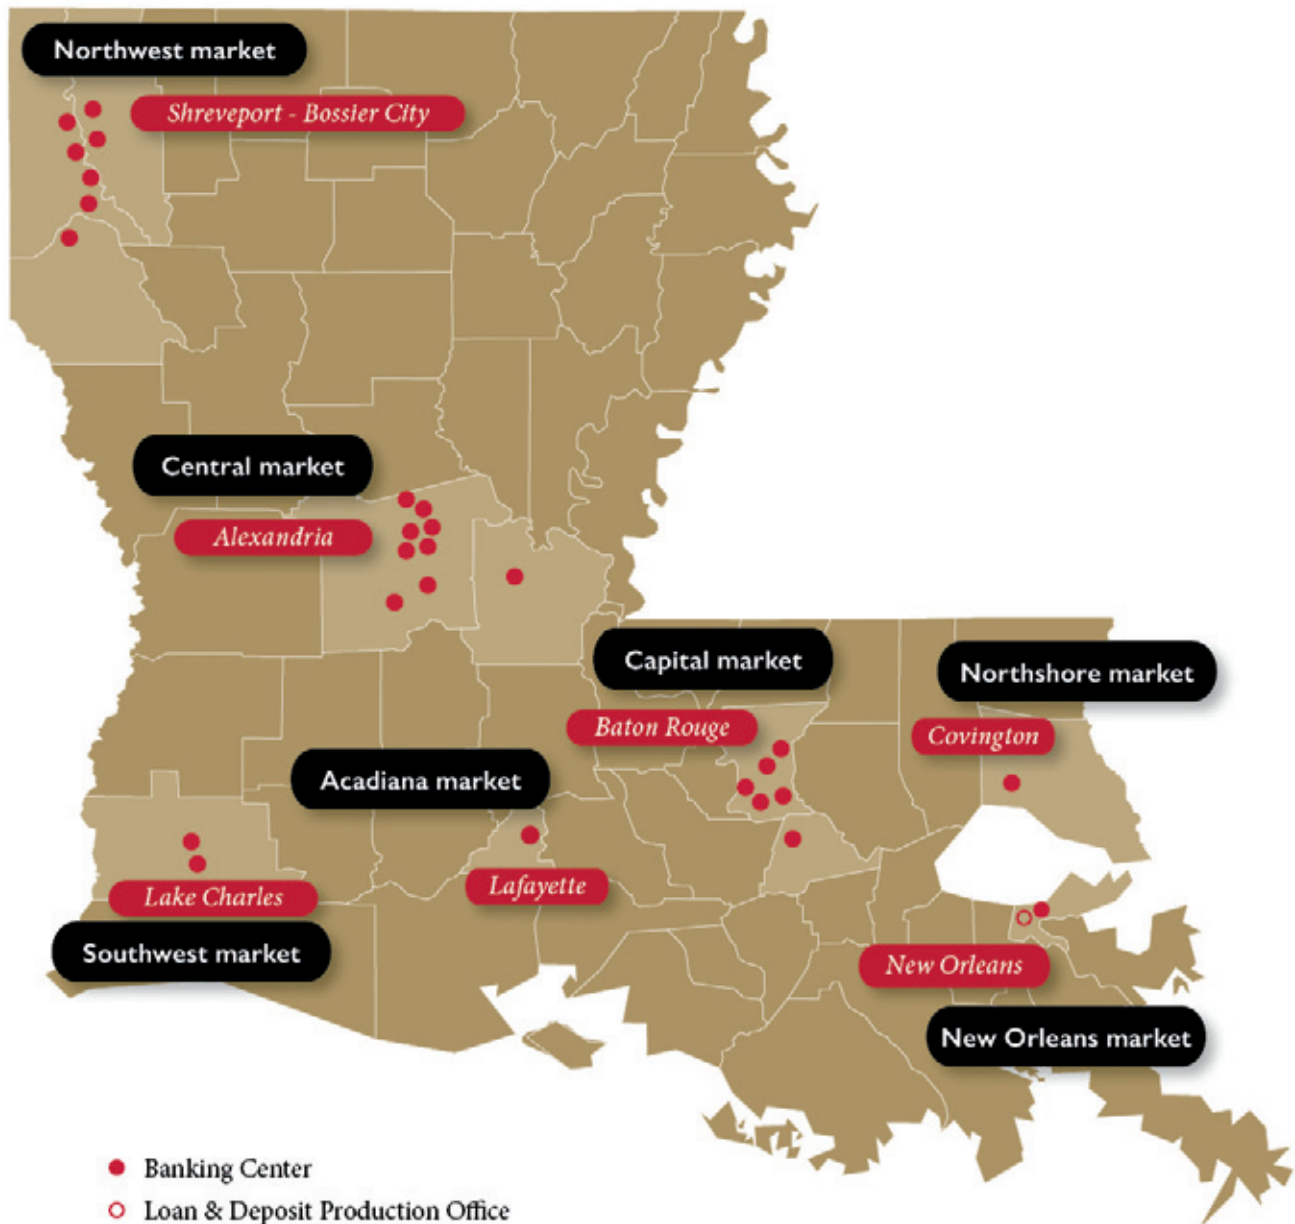 Northwest market
Shreveport - Bossier City
Central market
Alexandria
Capital market
Northshore market
Baton Rouge
Covington
Acadiana market
Lake Charles
Lafayette
Southwest market
New Orleans
New Orleans market
Banking Center
Loan & Deposit Production Office